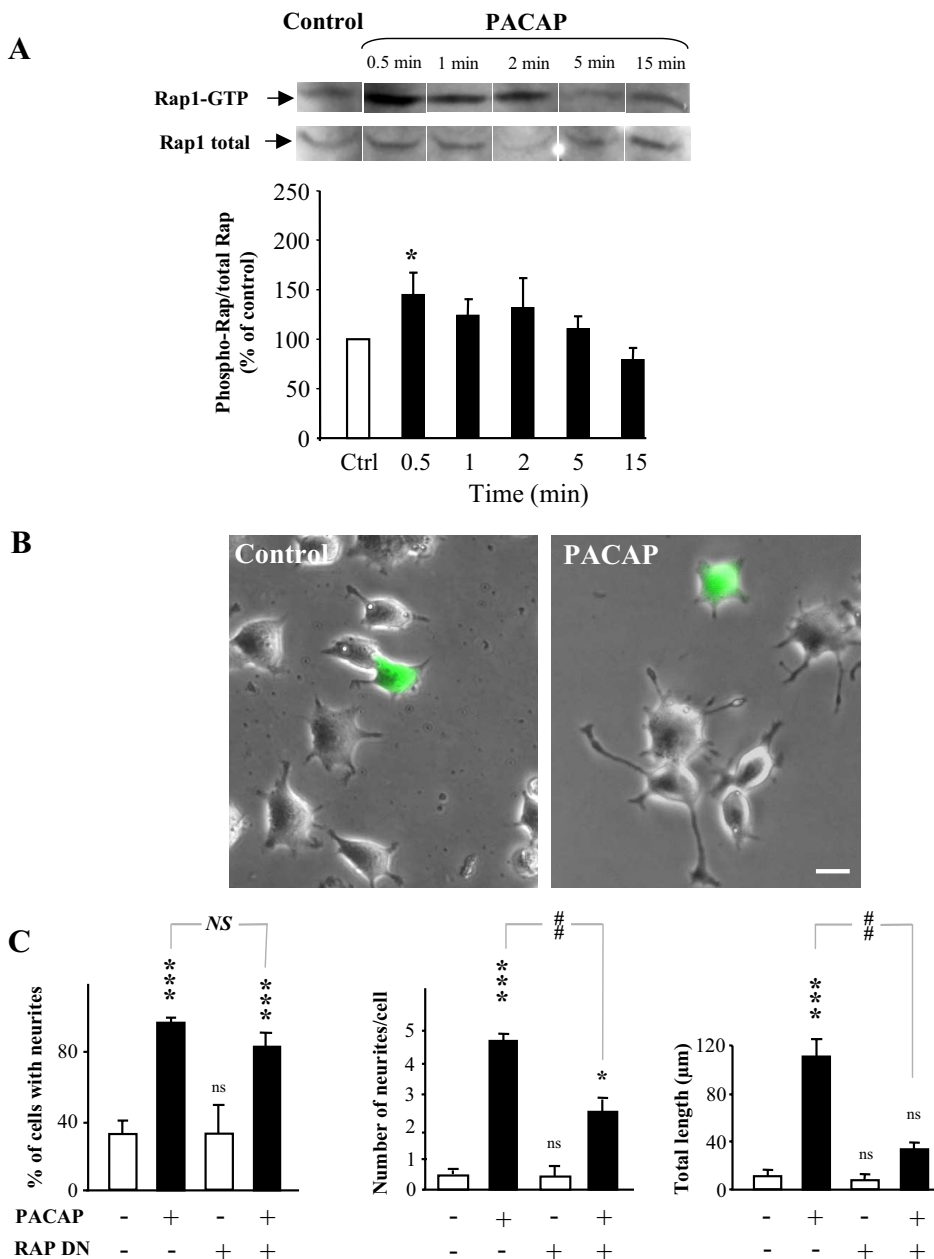 A
Control PACAP
0.5 min 1 min 2 min 5 min 15 min
Rap1-GTP
Rap1 total
Phospho-Rap/total Rap
(% of control)
250
200
150
100
50
0
*
Ctrl 0.5 1 2 5 15
Time (min)
B
Control
PACAP
C
NS
% of cells with neurites
80
40
0
***
ns
***
##
Number of neurites/cell
5
4
3
2
1
0
***
ns
*
##
Total length (µm)
120
80
40
0
***
ns
ns
PACAP - + - + - + - + - + - +
RAP DN - - + + - - + + - - + +